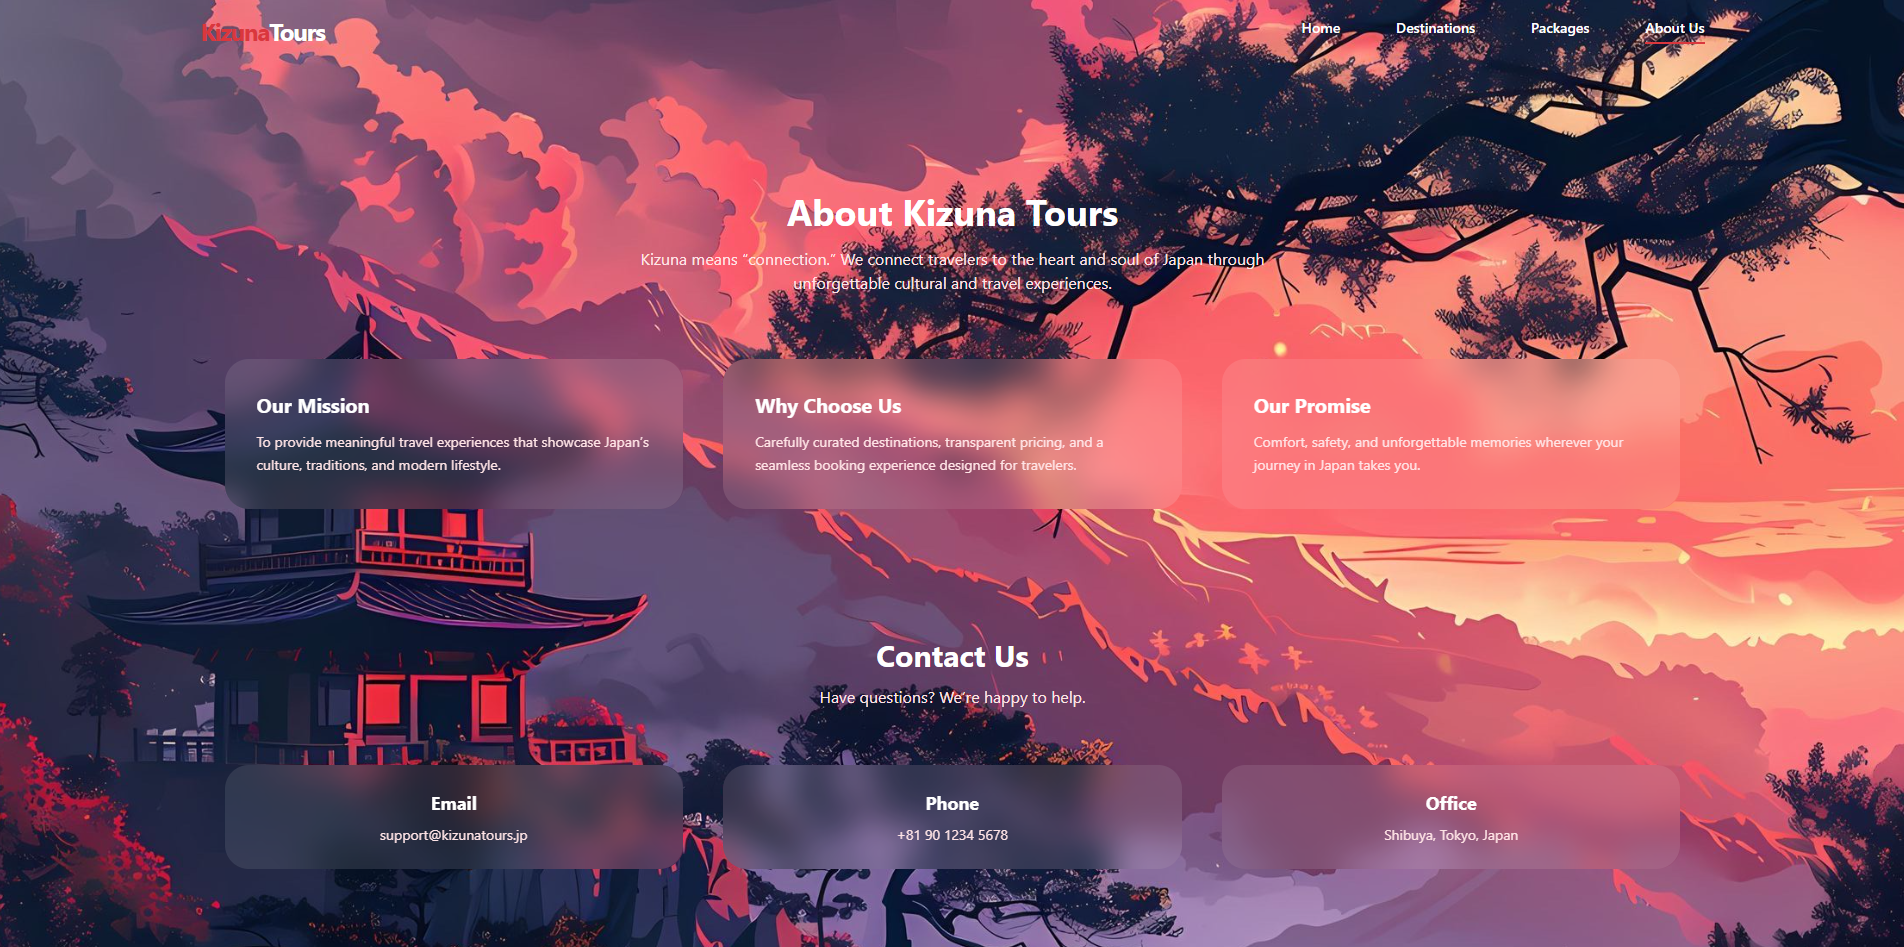 KizunaTours
Home
Destinations
Packages
About Us
About Kizuna Tours
Kizuna means “connection.” We connect travelers to the heart and soul of Japan through
unforgettable cultural and travel experiences.
Our Mission
To provide meaningful travel experiences that showcase Japan’s
culture, traditions, and modern lifestyle.
Why Choose Us
Carefully curated destinations, transparent pricing, and a
seamless booking experience designed for travelers.
Our Promise
Comfort, safety, and unforgettable memories wherever your
journey in Japan takes you.
Contact Us
Have questions? We’re happy to help.
Email
support@kizunatours.jp
Phone
+81 90 1234 5678
Office
Shibuya, Tokyo, Japan